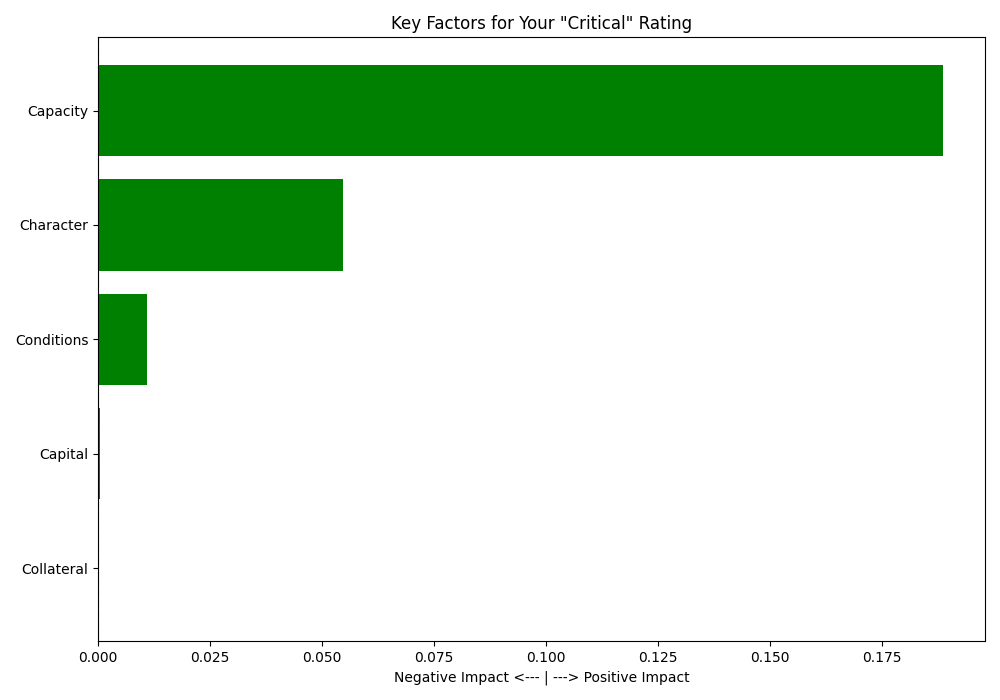 Key Factors for Your "Critical" Rating
Capacity
Character
Conditions
Capital
Collateral
0.000 0.025 0.050 0.075 0.100 0.125 0.150 0.175
Negative Impact <--- | ---> Positive Impact